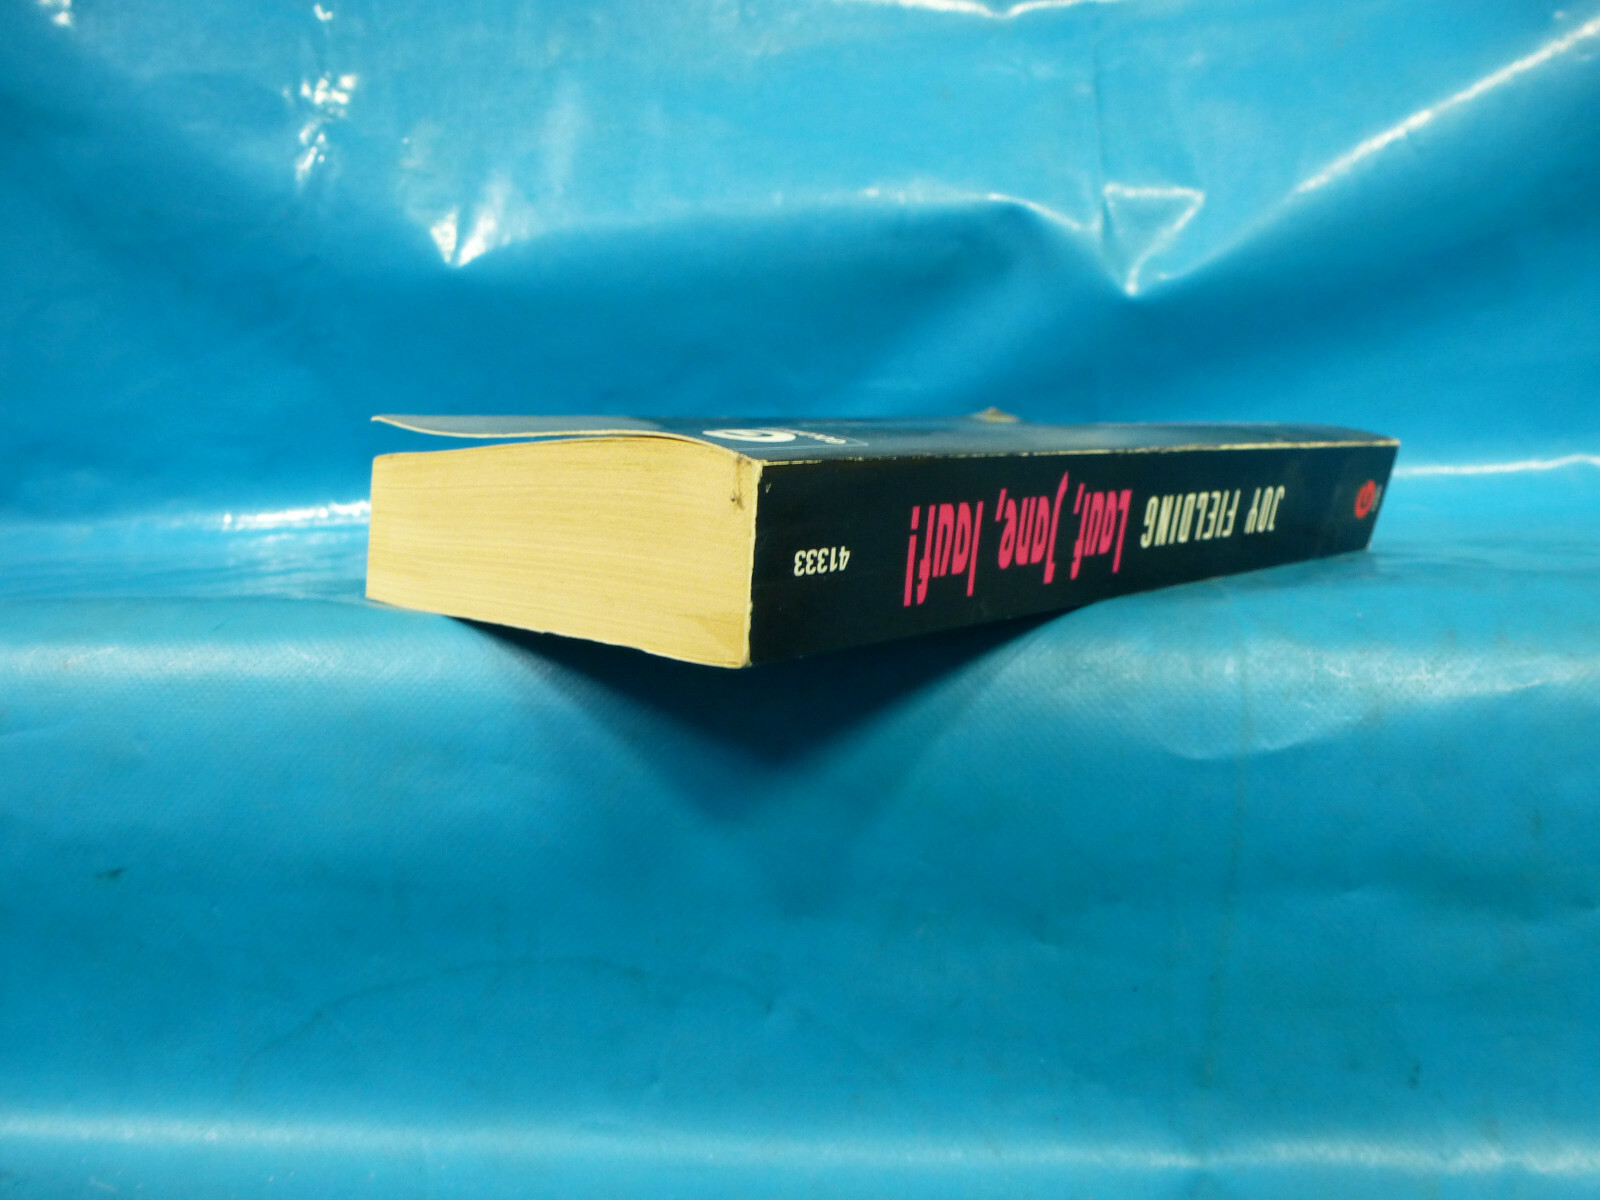 JOY FIELDING Lauf, Jane, lauf!
41333